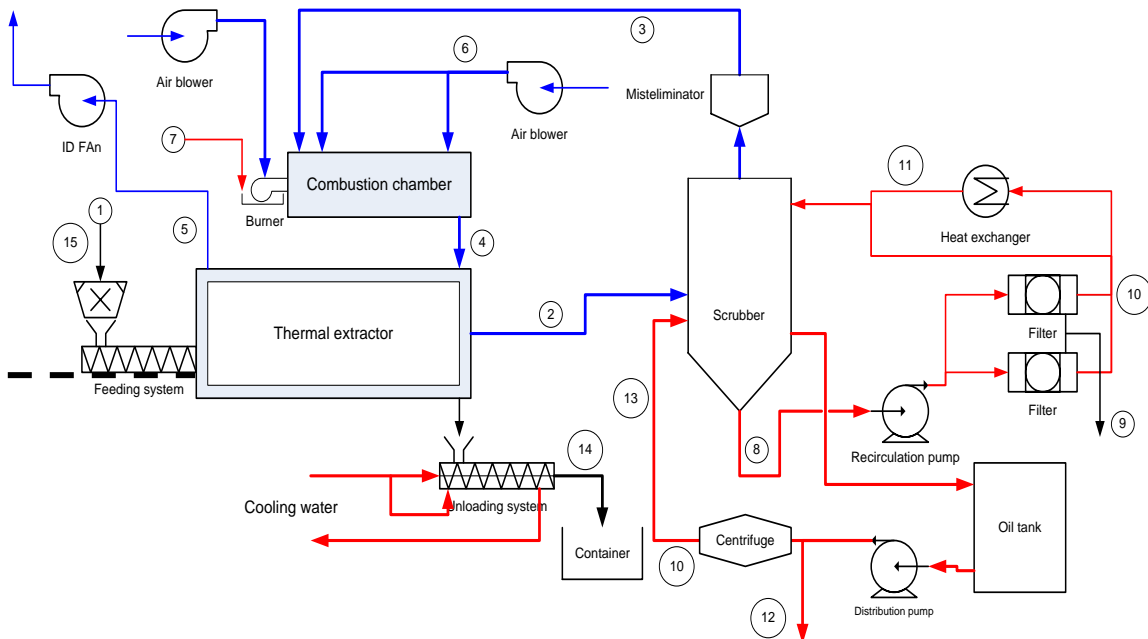 3
6
Air blower
Misteliminator
Air blower
ID FAn
7
Combustion chamber
11
Burner
Heat exchanger
1
5
4
15
2
10
Thermal extractor
Scrubber
Filter
Feeding system
13
Filter
9
14
8
Recirculation pump
Cooling water
Unloading system
Centrifuge
Oil tank
Container
10
12
Distribution pump